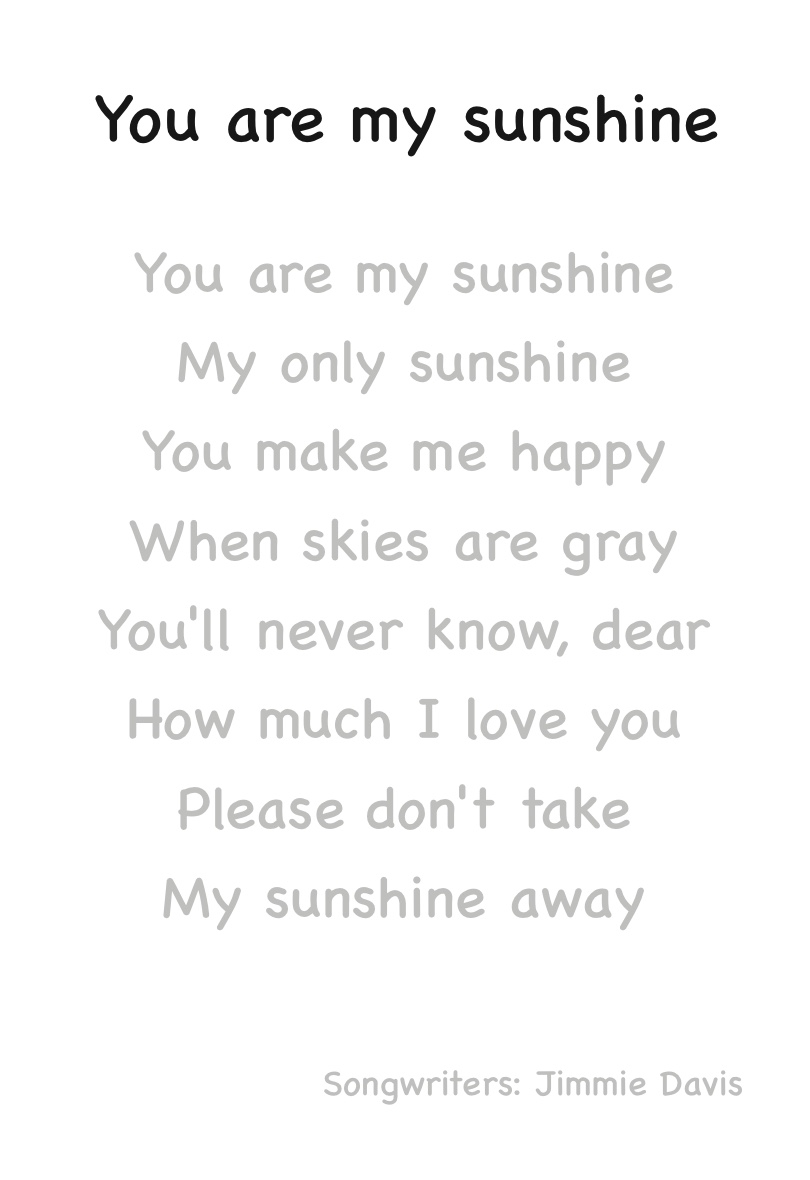 You are my sunshine
You are my sunshine
My only sunshine
You make me happy
When skies are gray
You'll never know, dear
How much I love you
Please don't take
My sunshine away
Songwriters: Jimmie Davis